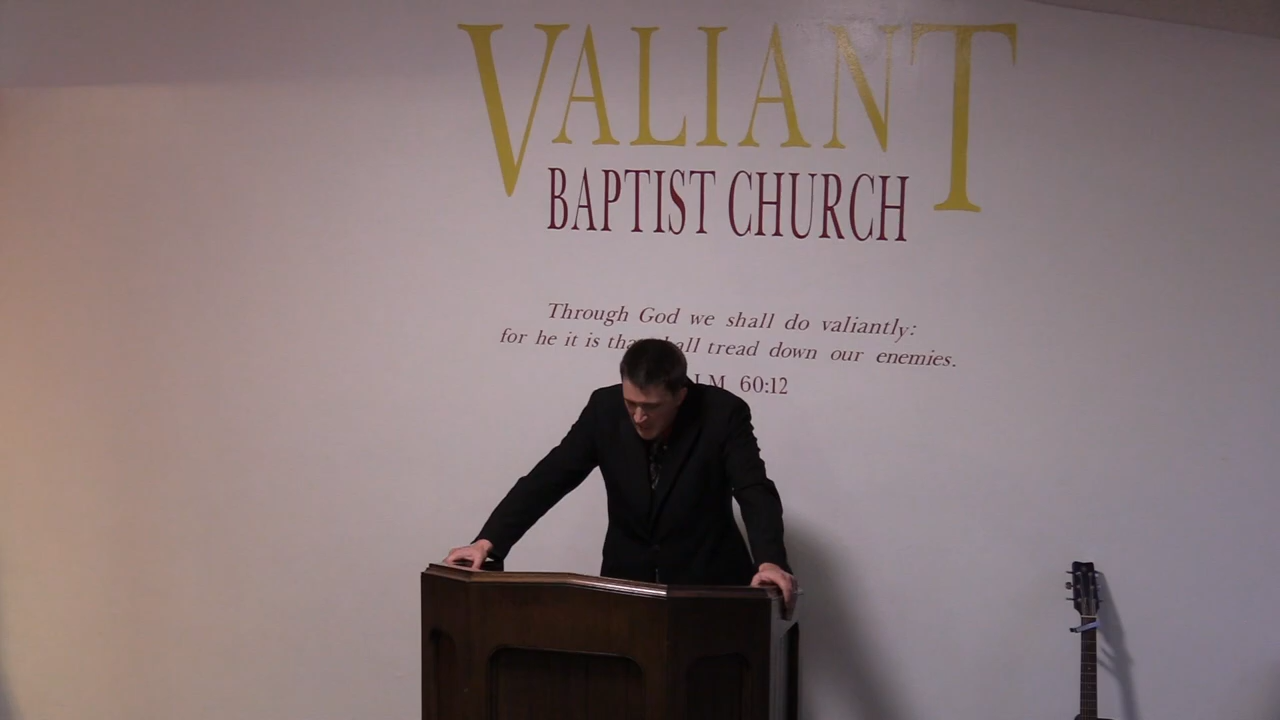 VALIANT
BAPTIST CHURCH
Through God we shall do valiantly:
for he it is tha all tread down our enemies.
LM 60:12